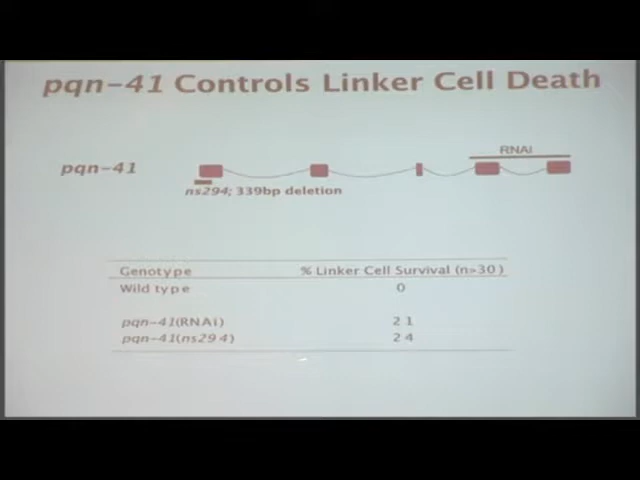 pqn-41 Controls Linker Cell Death
RNAi
pqn-41
ns294; 339bp deletion
Genotype % Linker Cell Survival (n>30)
Wild type 0
pqn-41(RNAi) 21
pqn-41(ns294) 24